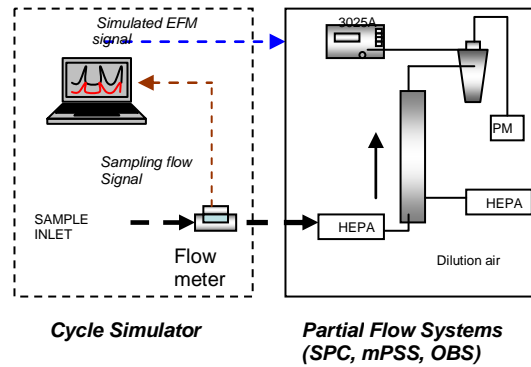 Simulated EFM
signal
3025A
PM
Sampling flow
Signal
SAMPLE
INLET
HEPA
HEPA
Flow
meter
Dilution air
Cycle Simulator
Partial Flow Systems
(SPC, mPSS, OBS)